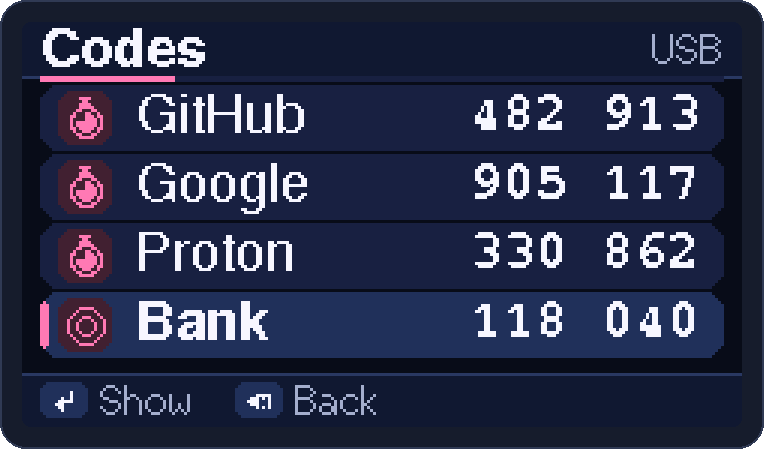 Codes USB
GitHub 482 913
Google 905 117
Proton 330 862
Bank 118 040
Show Back